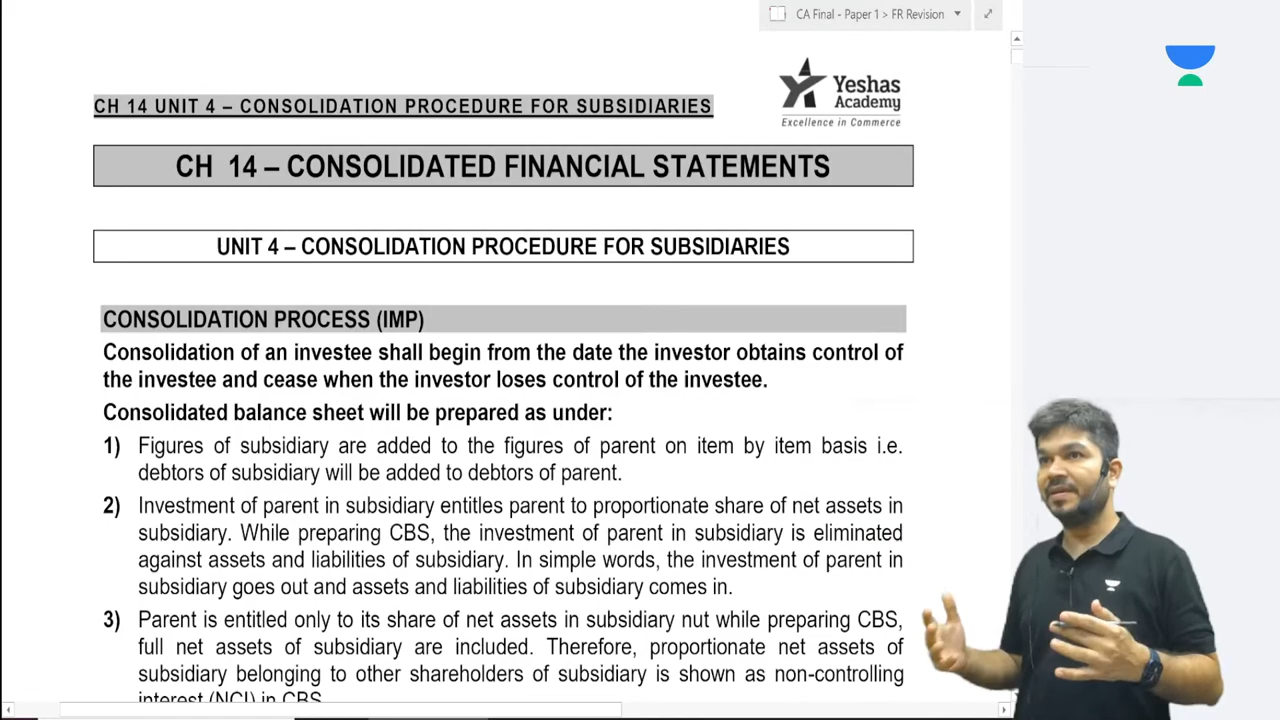 CA Final - Paper 1 > FR Revision
CH 14 UNIT 4 – CONSOLIDATION PROCEDURE FOR SUBSIDIARIES
Yeshas
Academy
Excellence in Commerce
CH 14 – CONSOLIDATED FINANCIAL STATEMENTS
UNIT 4 – CONSOLIDATION PROCEDURE FOR SUBSIDIARIES
CONSOLIDATION PROCESS (IMP)
Consolidation of an investee shall begin from the date the investor obtains control of
the investee and cease when the investor loses control of the investee.
Consolidated balance sheet will be prepared as under:
1) Figures of subsidiary are added to the figures of parent on item by item basis i.e.
debtors of subsidiary will be added to debtors of parent.
2) Investment of parent in subsidiary entitles parent to proportionate share of net assets in
subsidiary. While preparing CBS, the investment of parent in subsidiary is eliminated
against assets and liabilities of subsidiary. In simple words, the investment of parent in
subsidiary goes out and assets and liabilities of subsidiary comes in.
3) Parent is entitled only to its share of net assets in subsidiary nut while preparing CBS,
full net assets of subsidiary are included. Therefore, proportionate net assets of
subsidiary belonging to other shareholders of subsidiary is shown as non-controlling
interest (NCI) in CBS